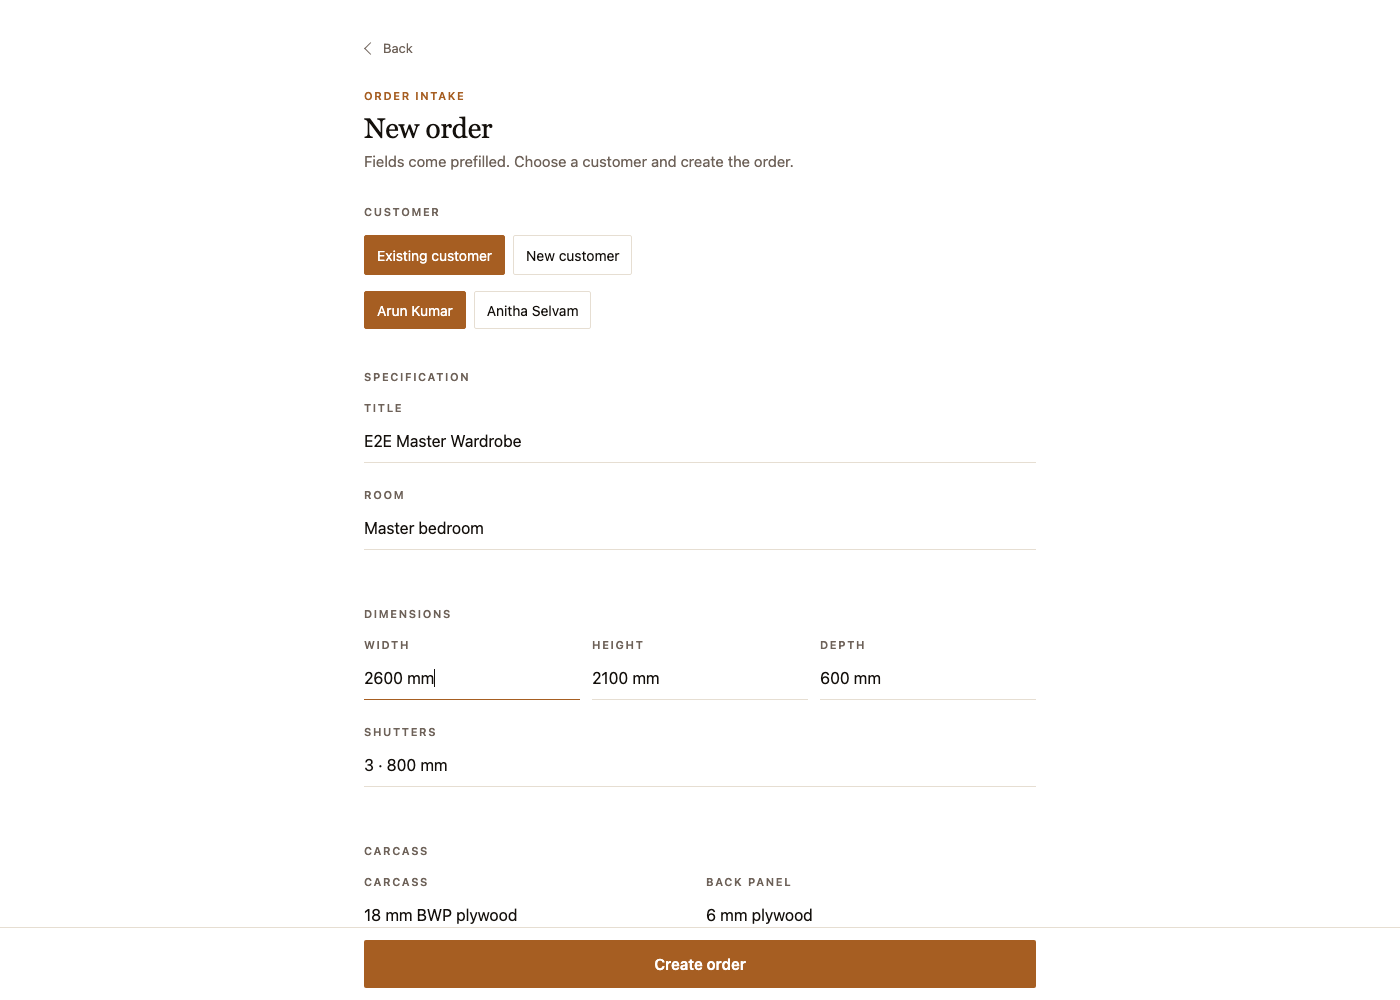 Back
ORDER INTAKE
New order
Fields come prefilled. Choose a customer and create the order.
CUSTOMER
Existing customer New customer
Arun Kumar Anitha Selvam
SPECIFICATION
TITLE
E2E Master Wardrobe
ROOM
Master bedroom
DIMENSIONS
WIDTH HEIGHT DEPTH
2600 mm 2100 mm 600 mm
SHUTTERS
3 · 800 mm
CARCASS
CARCASS BACK PANEL
18 mm BWP plywood 6 mm plywood
Create order